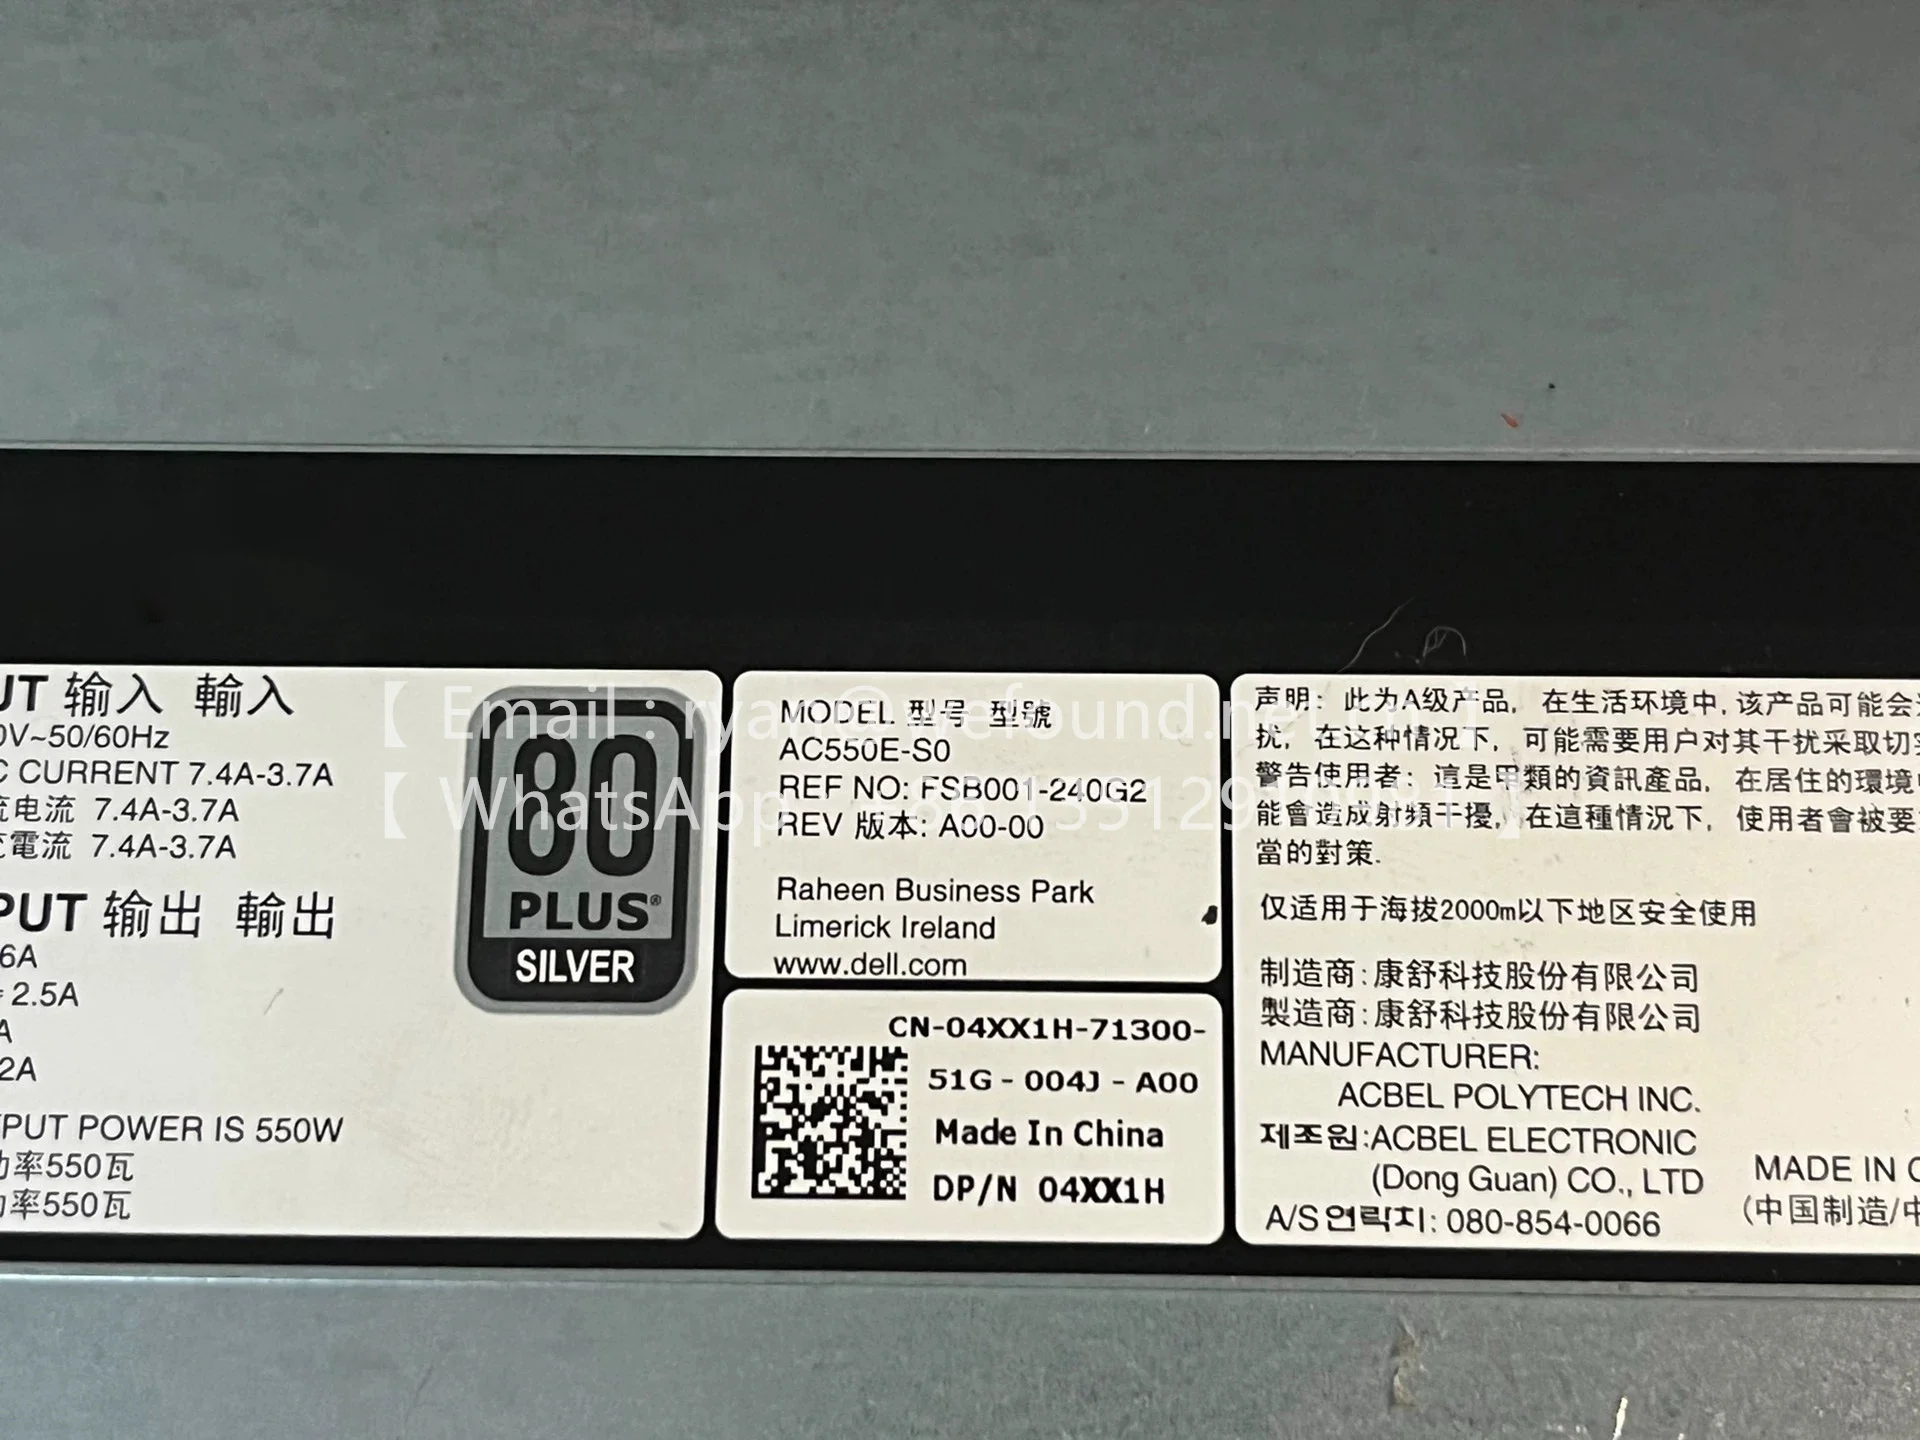 UT 输入 輸入
0V~50/60Hz
C CURRENT 7.4A-3.7A
流电流 7.4A-3.7A
電流 7.4A-3.7A
PUT 输出 輸出
6A
2.5A
A
2A
PUT POWER IS 550W
功率550瓦
功率550瓦
80
PLUS®
SILVER
MODEL 型号 型號
AC550E-S0
REF NO: FSB001-240G2
REV 版本: A00-00
Raheen Business Park
Limerick Ireland
www.dell.com
CN-04XX1H-71300-
51G - 004J - A00
Made In China
DP/N 04XX1H
声明: 此为A级产品, 在生活环境中, 该产品可能会
扰, 在这种情况下, 可能需要用户对其干扰采取切
警告使用者: 這是甲類的資訊產品, 在居住的環境
能會造成射頻干擾, 在這種情況下, 使用者會被要
當的對策.
仅适用于海拔2000m以下地区安全使用
制造商:康舒科技股份有限公司
製造商:康舒科技股份有限公司
MANUFACTURER:
ACBEL POLYTECH INC.
제조원:ACBEL ELECTRONIC
(Dong Guan) CO., LTD
A/S연락처: 080-854-0066
MADE IN C
(中国制造/中
【 Email : ryan@wefound.net.cn 】
【 WhatsApp